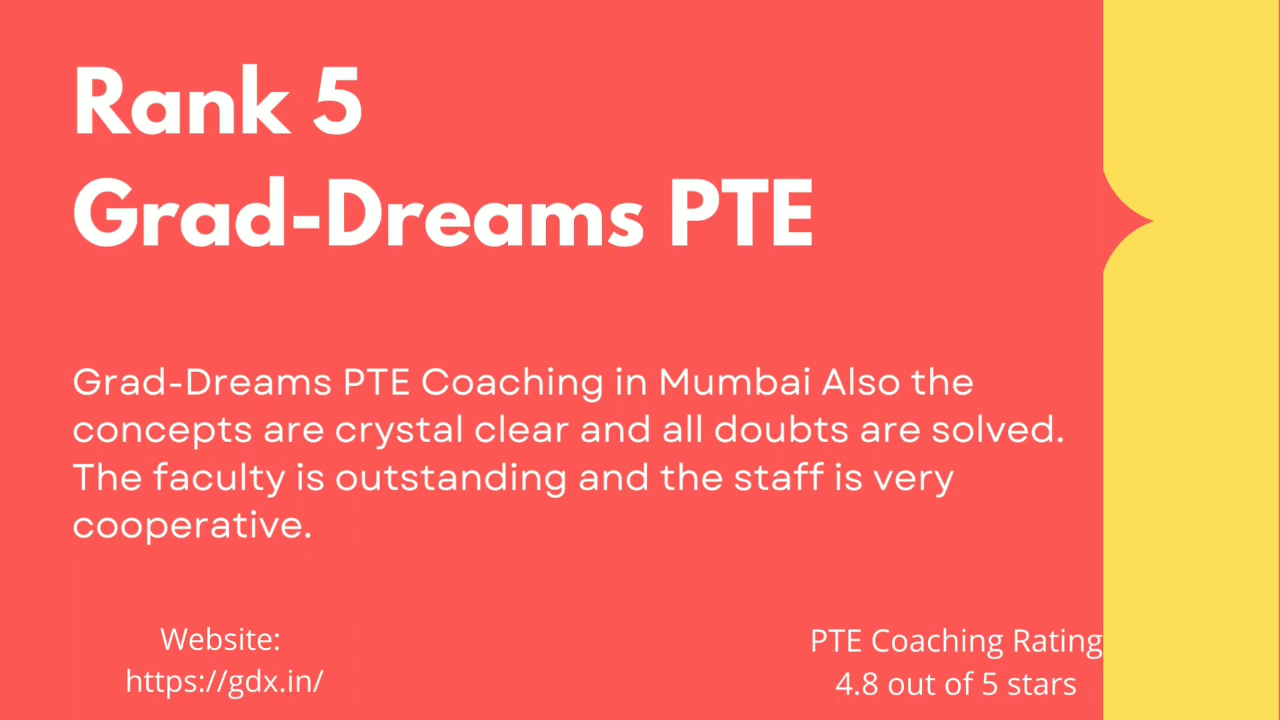 Rank 5
Grad-Dreams PTE
Grad-Dreams PTE Coaching in Mumbai Also the
concepts are crystal clear and all doubts are solved.
The faculty is outstanding and the staff is very
cooperative.
Website:
https://gdx.in/
PTE Coaching Rating
4.8 out of 5 stars